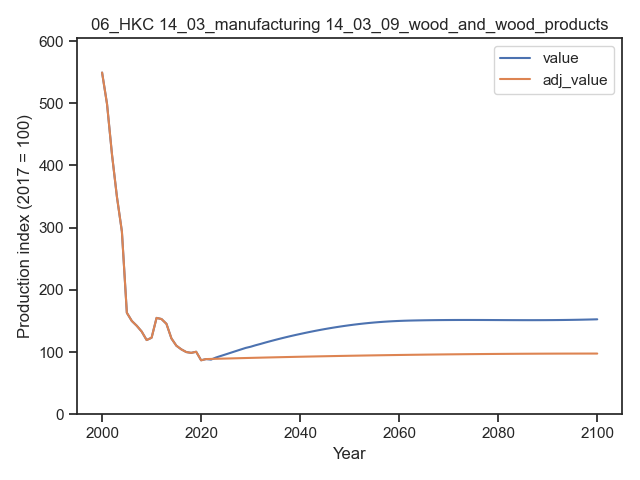 06_HKC 14_03_manufacturing 14_03_09_wood_and_wood_products
value
adj_value
Production index (2017 = 100)
600
500
400
300
200
100
0
2000 2020 2040 2060 2080 2100
Year